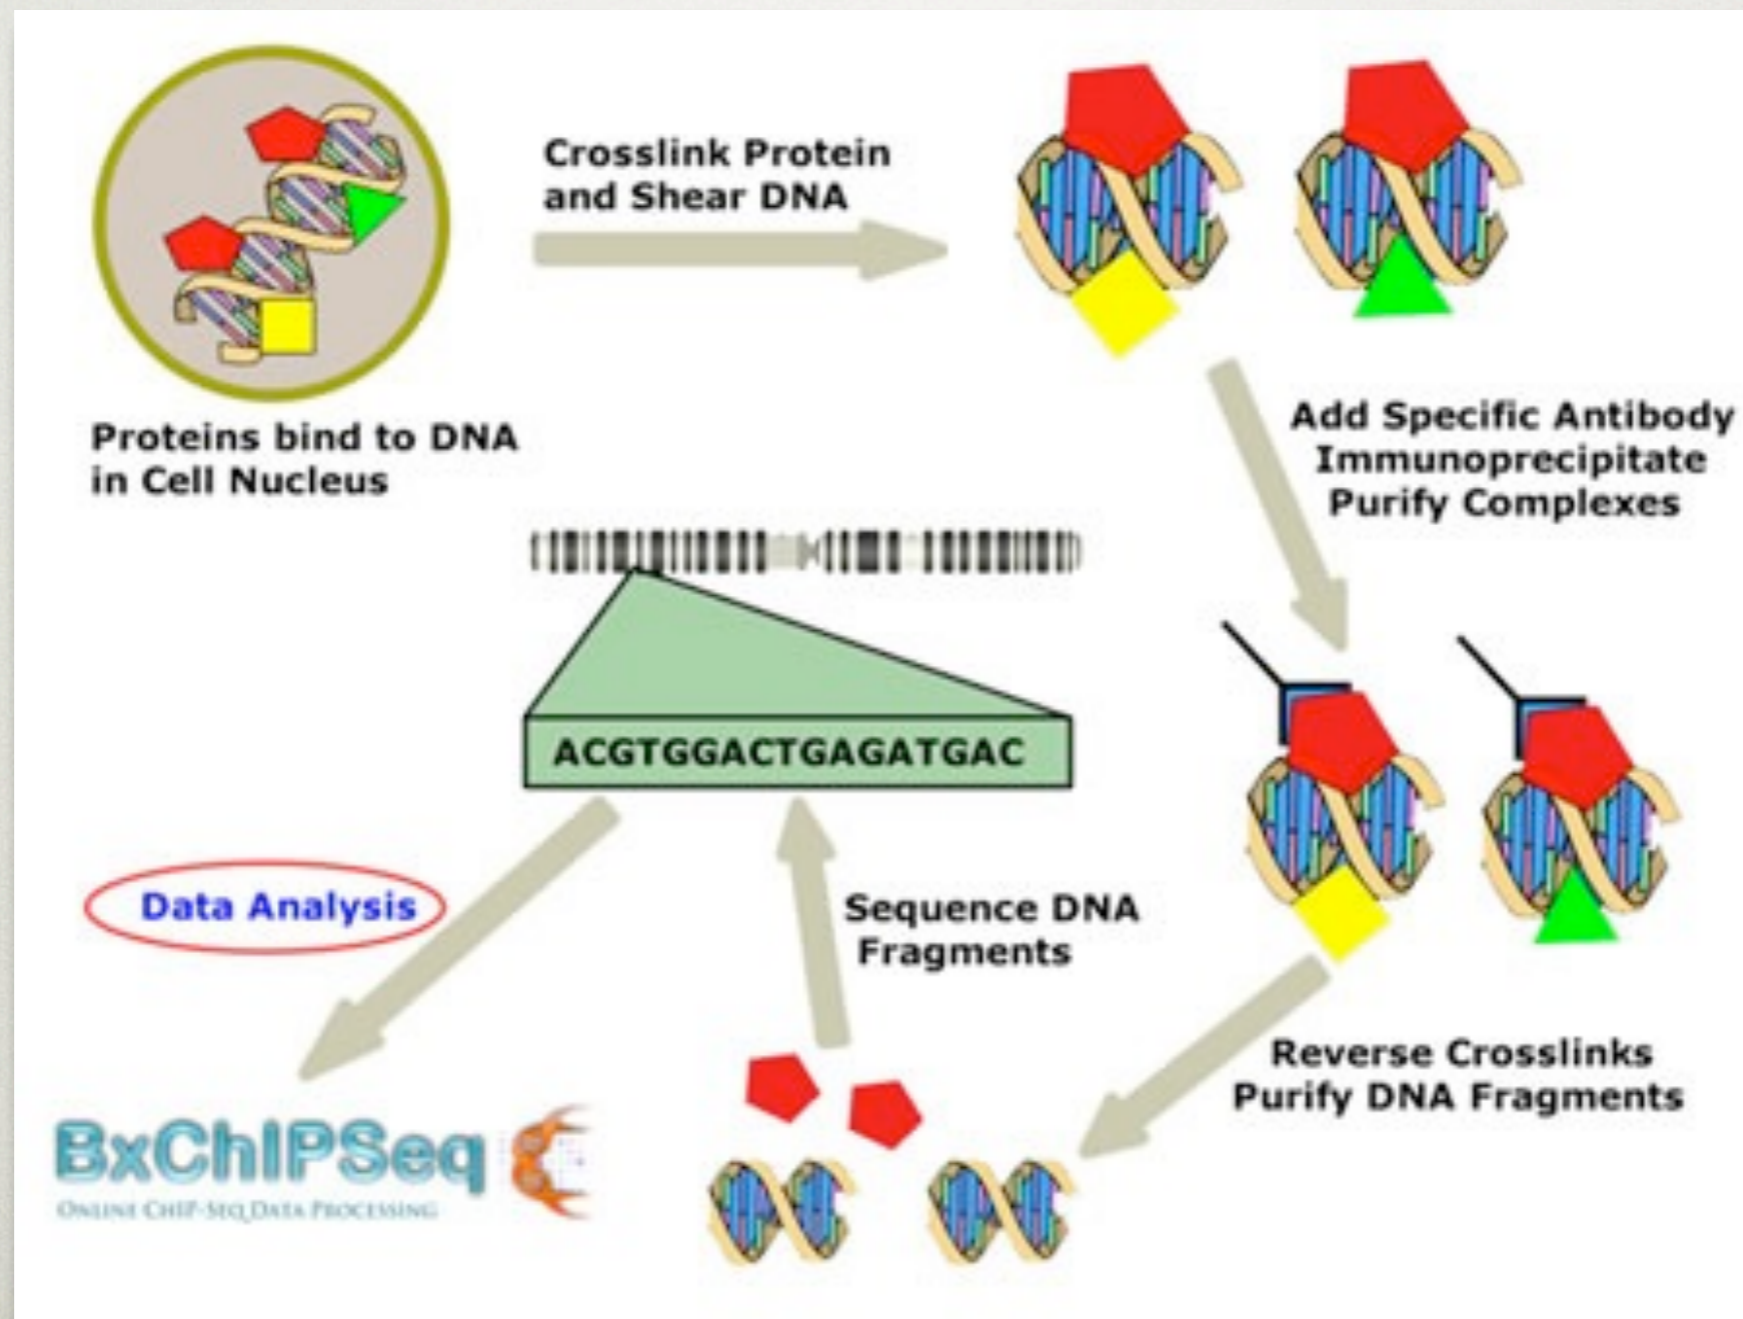 Crosslink Protein
and Shear DNA
Proteins bind to DNA
in Cell Nucleus
Add Specific Antibody
Immunoprecipitate
Purify Complexes
ACGTGGACTGAGATGAC
Data Analysis
Sequence DNA
Fragments
Reverse Crosslinks
Purify DNA Fragments
BxChIPSeq
ONLINE CHIP-SEQ DATA PROCESSING